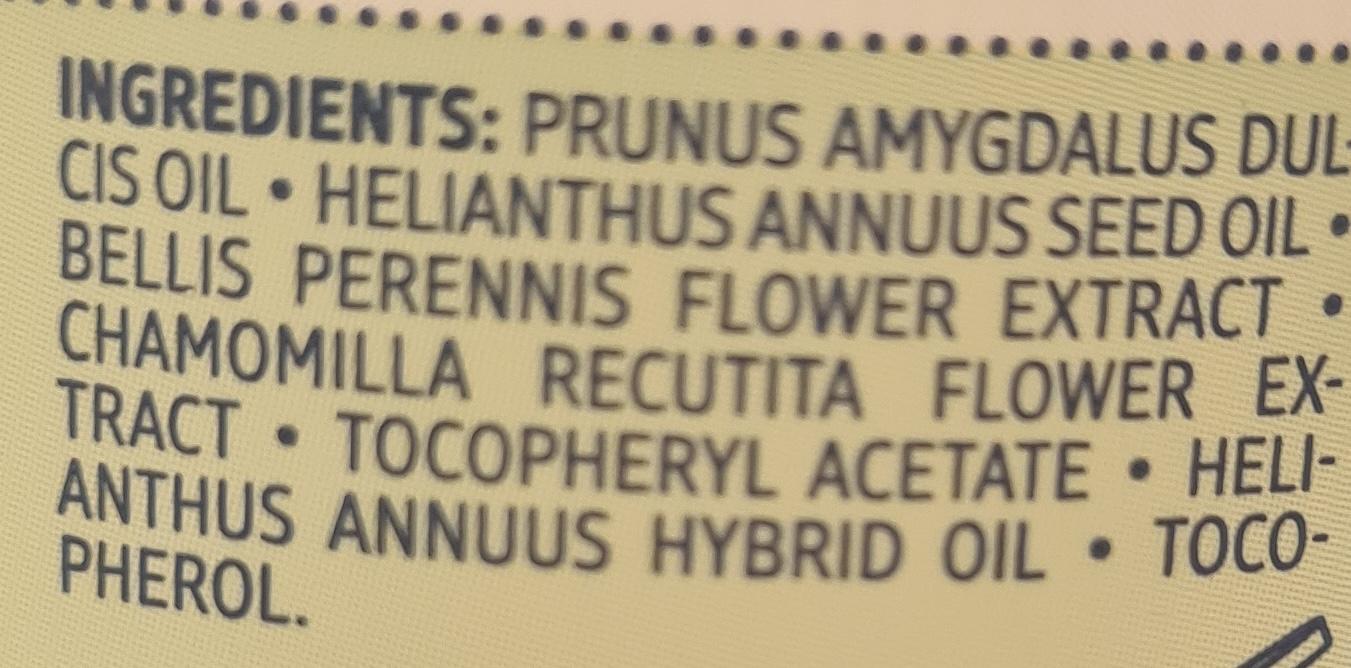 INGREDIENTS: PRUNUS AMYGDALUS DUL-
CIS OIL • HELIANTHUS ANNUUS SEED OIL •
BELLIS PERENNIS FLOWER EXTRACT •
CHAMOMILLA RECUTITA FLOWER EX-
TRACT • TOCOPHERYL ACETATE • HELI-
ANTHUS ANNUUS HYBRID OIL • TOCO-
PHEROL.